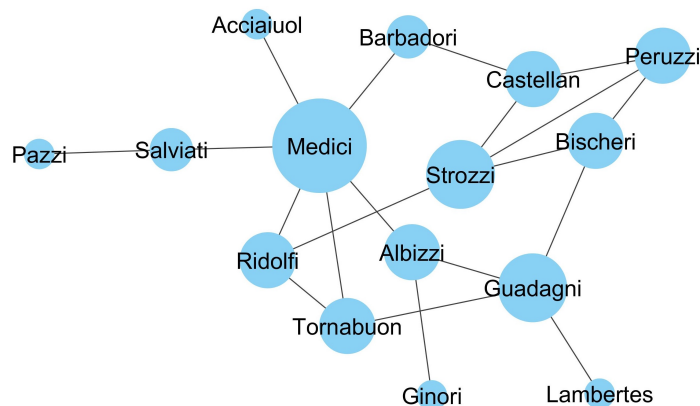 Acciaiuol
Barbadori
Peruzzi
Castellan
Medici
Bischeri
Pazzi
Salviati
Strozzi
Ridolfi
Albizzi
Guadagni
Tornabuon
Ginori
Lambertes